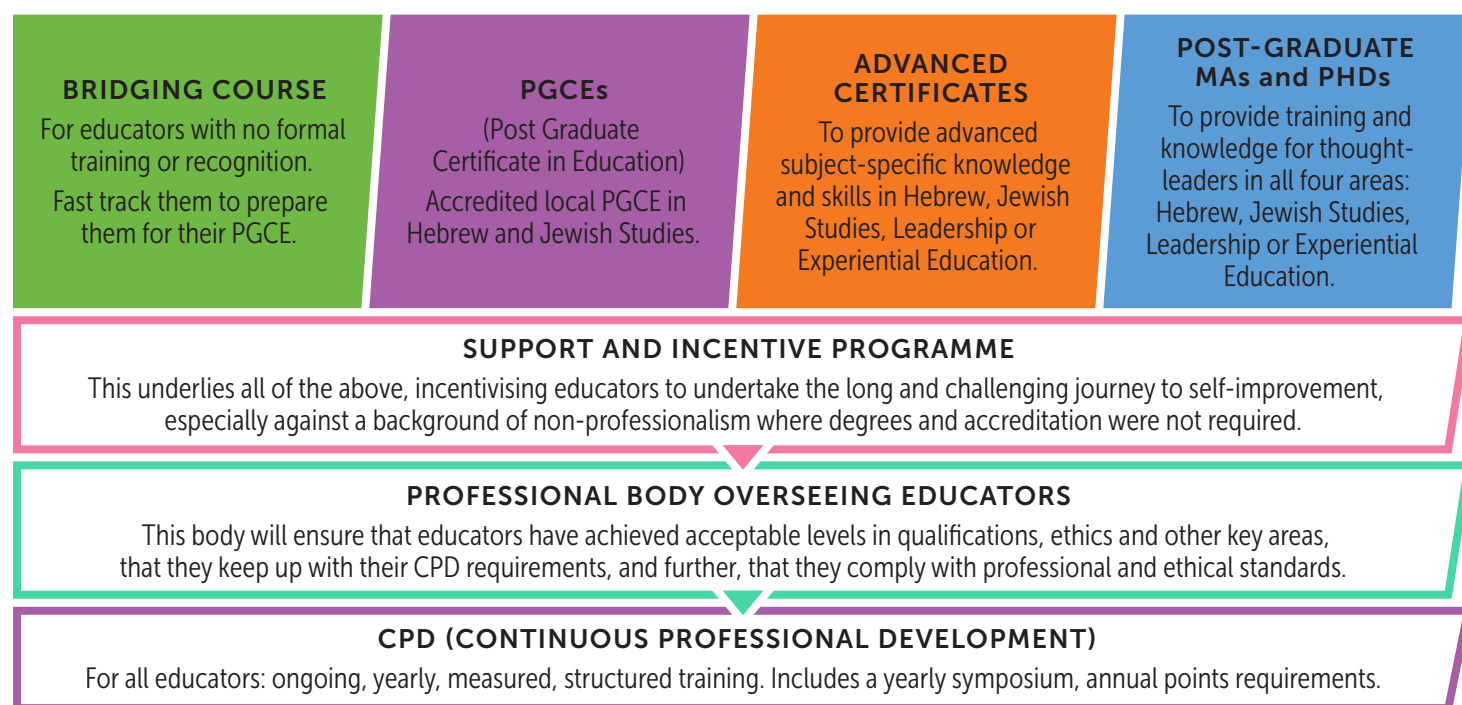 BRIDGING COURSE
For educators with no formal
training or recognition.
Fast track them to prepare
them for their PGCE.
PGCEs
(Post Graduate
Certificate in Education)
Accredited local PGCE in
Hebrew and Jewish Studies.
ADVANCED
CERTIFICATES
To provide advanced
subject-specific knowledge
and skills in Hebrew, Jewish
Studies, Leadership or
Experiential Education.
POST-GRADUATE
MAs and PHDs
To provide training and
knowledge for thought-
leaders in all four areas:
Hebrew, Jewish Studies,
Leadership or Experiential
Education.
SUPPORT AND INCENTIVE PROGRAMME
This underlies all of the above, incentivising educators to undertake the long and challenging journey to self-improvement,
especially against a background of non-professionalism where degrees and accreditation were not required.
PROFESSIONAL BODY OVERSEEING EDUCATORS
This body will ensure that educators have achieved acceptable levels in qualifications, ethics and other key areas,
that they keep up with their CPD requirements, and further, that they comply with professional and ethical standards.
CPD (CONTINUOUS PROFESSIONAL DEVELOPMENT)
For all educators: ongoing, yearly, measured, structured training. Includes a yearly symposium, annual points requirements.